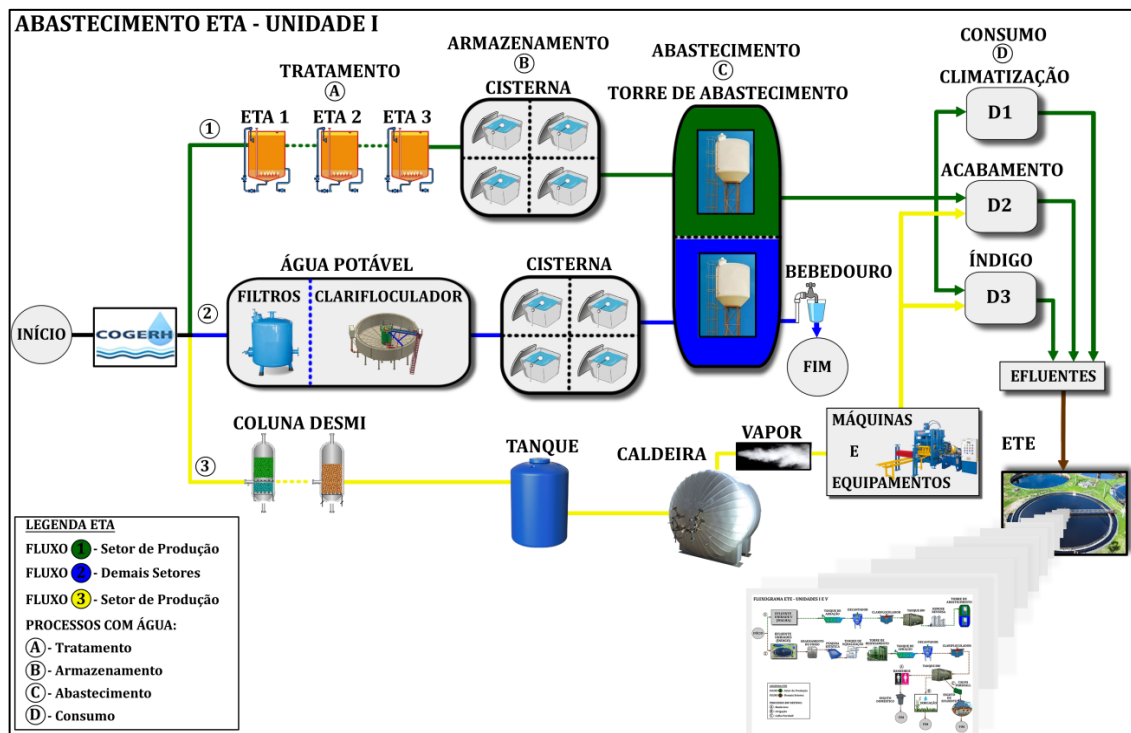 ABASTECIMENTO ETA - UNIDADE I
TRATAMENTO
A
ARMAZENAMENTO
B
ABASTECIMENTO
C
CONSUMO
D
1
ETA 1
ETA 2
ETA 3
CISTERNA
TORRE DE ABASTECIMENTO
CLIMATIZAÇÃO
D1
ACABAMENTO
D2
ÍNDIGO
D3
INÍCIO
COGERH
2
ÁGUA POTÁVEL
FILTROS
CLARIFLOCULADOR
CISTERNA
BEBEDOURO
FIM
EFLUENTES
ETE
3
COLUNA DESMI
TANQUE
CALDEIRA
VAPOR
MÁQUINAS
E
EQUIPAMENTOS
LEGENDA ETA
FLUXO 1 - Setor de Produção
FLUXO 2 - Demais Setores
FLUXO 3 - Setor de Produção
PROCESSOS COM ÁGUA:
A - Tratamento
B - Armazenamento
C - Abastecimento
D - Consumo
FLUXOGRAMA ETE - UNIDADES I E V